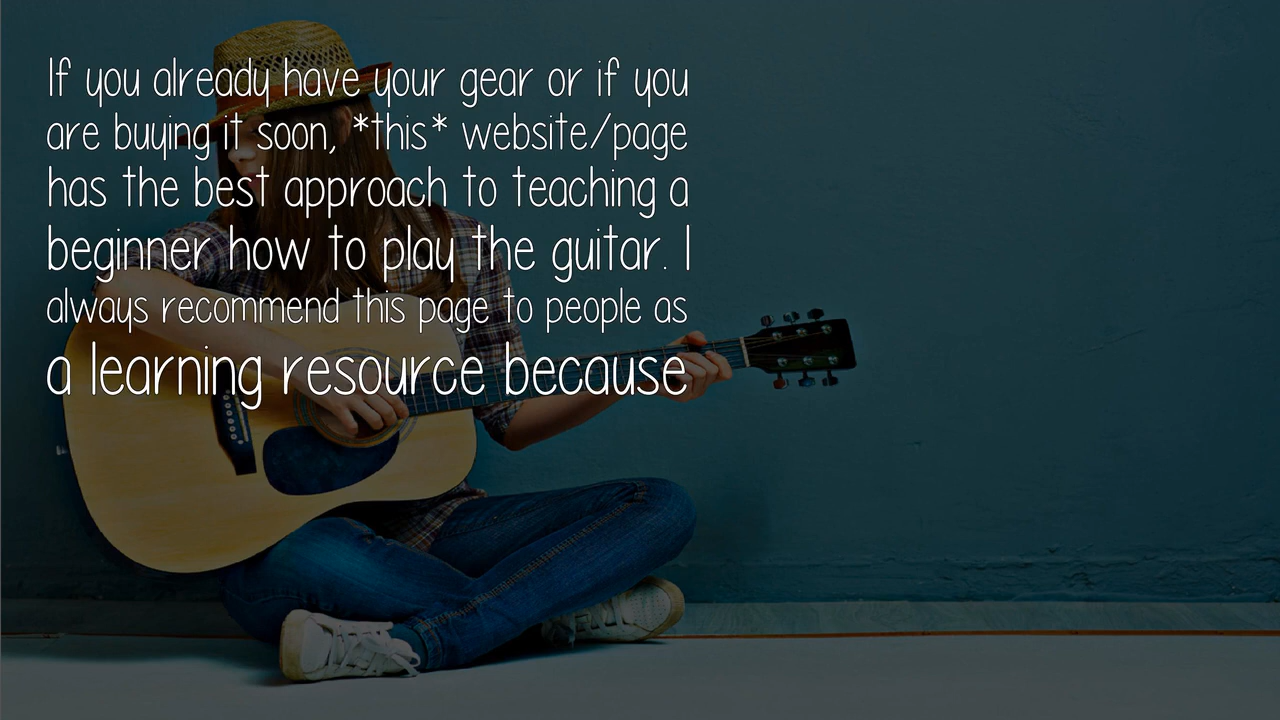 If you already have your gear or if you
are buying it soon, *this* website/page
has the best approach to teaching a
beginner how to play the guitar. I
always recommend this page to people as
a learning resource because